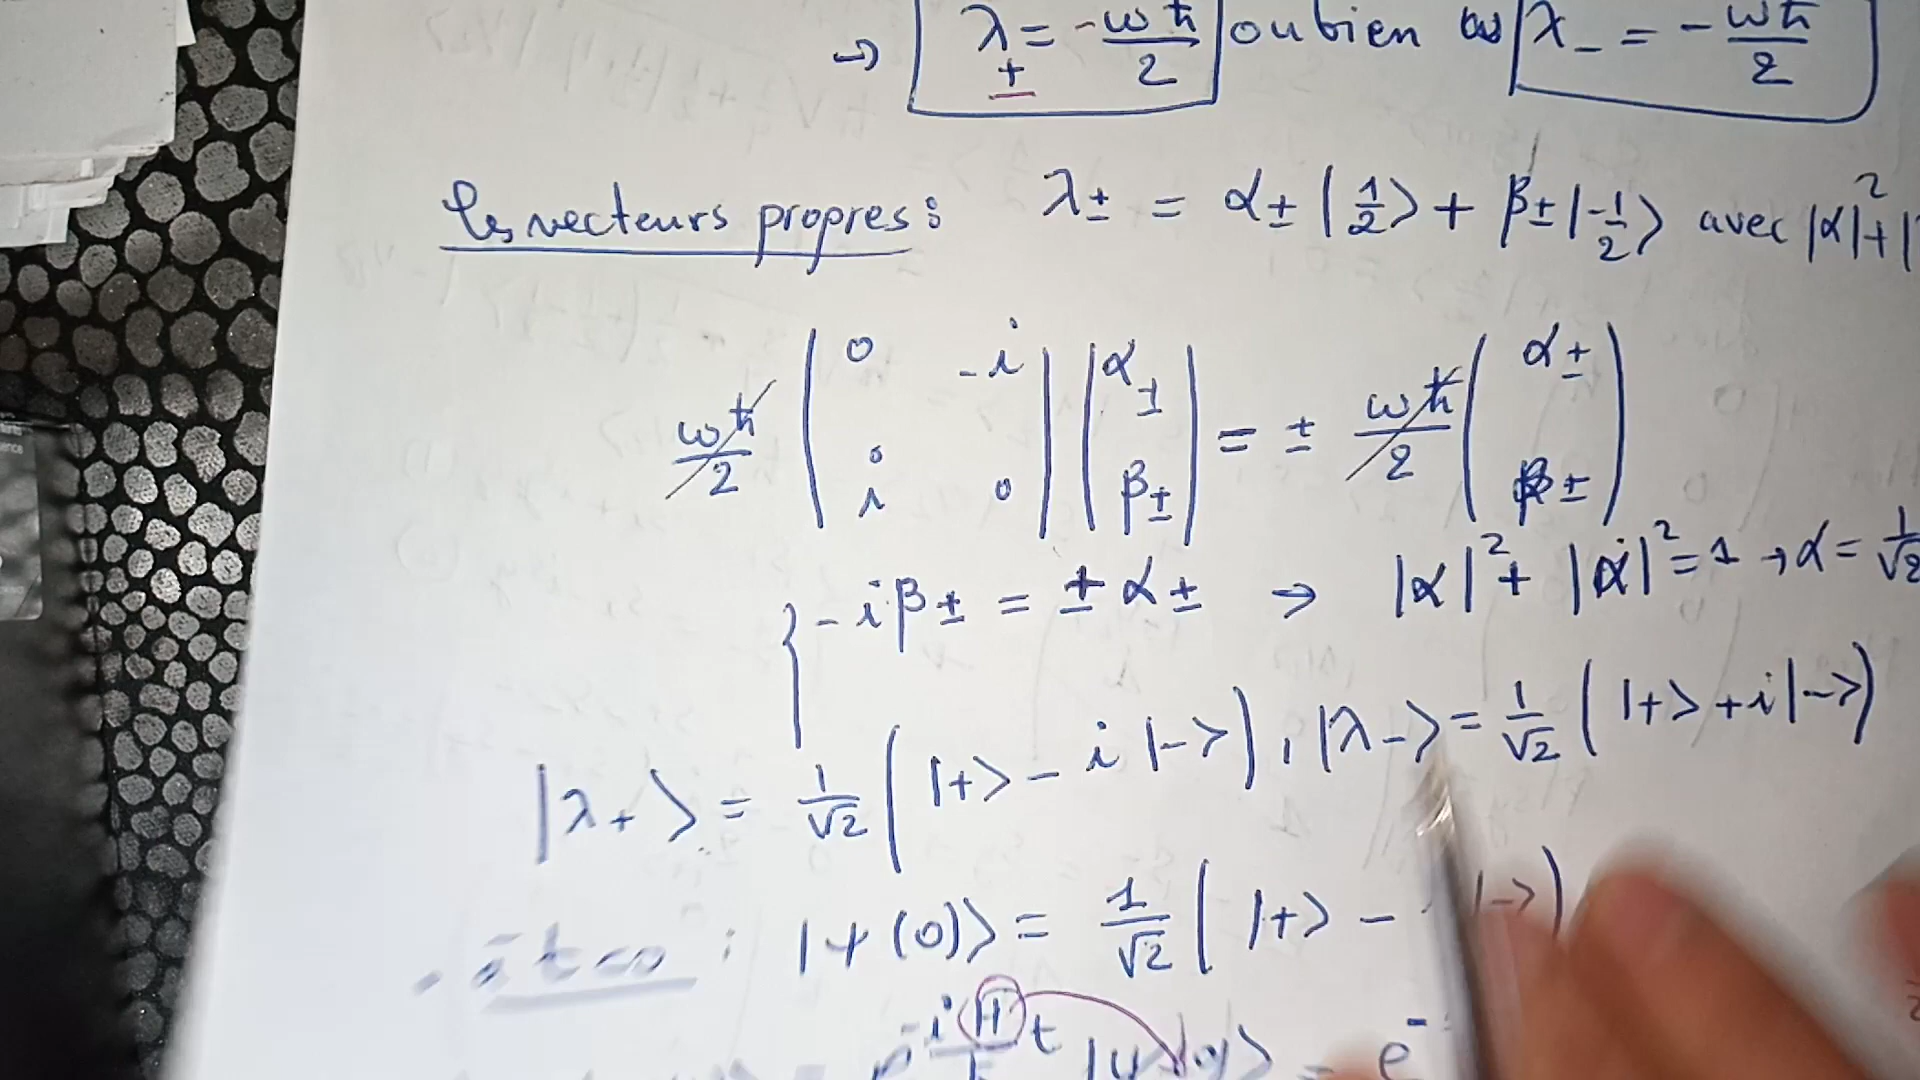 → λ± = -ωħ/2 ou bien λ₋ = - ωħ/2
les vecteurs propres : λ± = α± |1/2> + β± |-1/2> avec |α|² + |
ωħ/2 ( 0 -i ; i 0 ) ( α± ; β± ) = ± ωħ/2 ( α± ; β± )
{ -iβ± = ± α± → |α|² + |α|² = 1 → α = 1/√2
|λ₊> = 1/√2 ( |+> - i |-> ) , |λ₋> = 1/√2 ( |+> + i |-> )
: |ψ(0)> = 1/√2 ( |+> - |-> )
iHt |ψ(0)> = e⁻